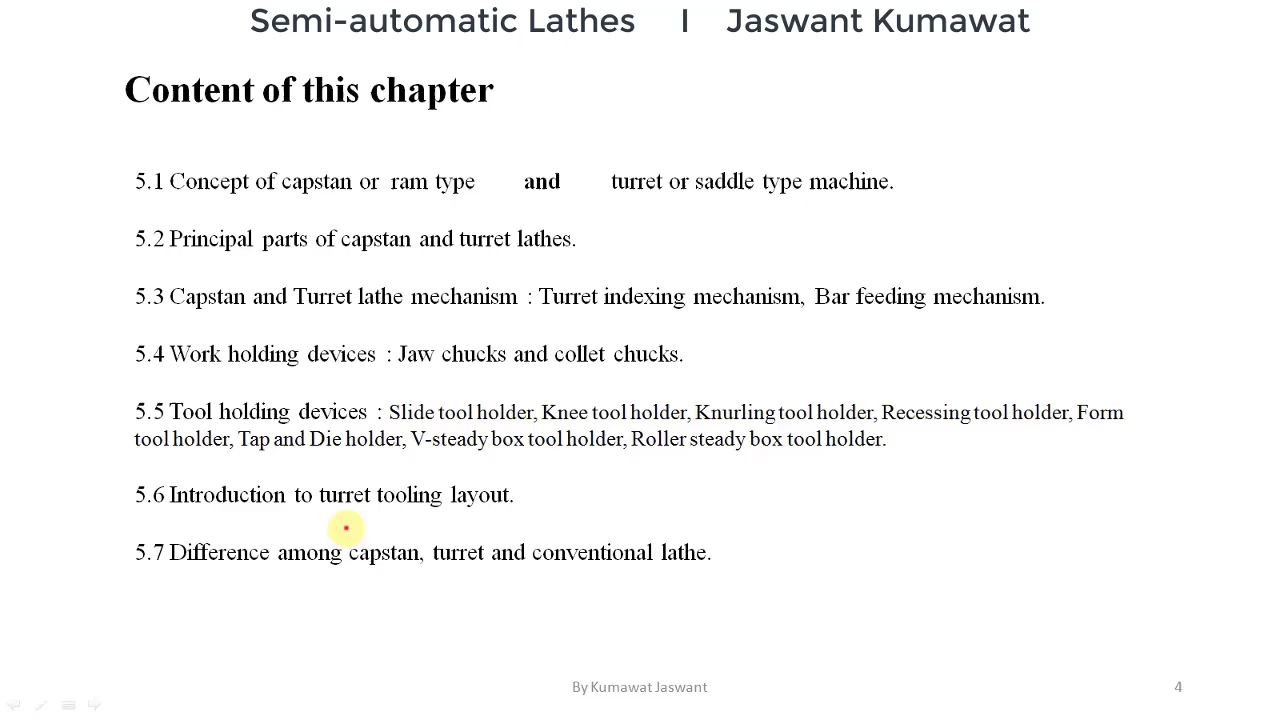 Semi-automatic Lathes I Jaswant Kumawat
Content of this chapter
5.1 Concept of capstan or ram type and turret or saddle type machine.
5.2 Principal parts of capstan and turret lathes.
5.3 Capstan and Turret lathe mechanism : Turret indexing mechanism, Bar feeding mechanism.
5.4 Work holding devices : Jaw chucks and collet chucks.
5.5 Tool holding devices : Slide tool holder, Knee tool holder, Knurling tool holder, Recessing tool holder, Form
tool holder, Tap and Die holder, V-steady box tool holder, Roller steady box tool holder.
5.6 Introduction to turret tooling layout.
5.7 Difference among capstan, turret and conventional lathe.
By Kumawat Jaswant 4